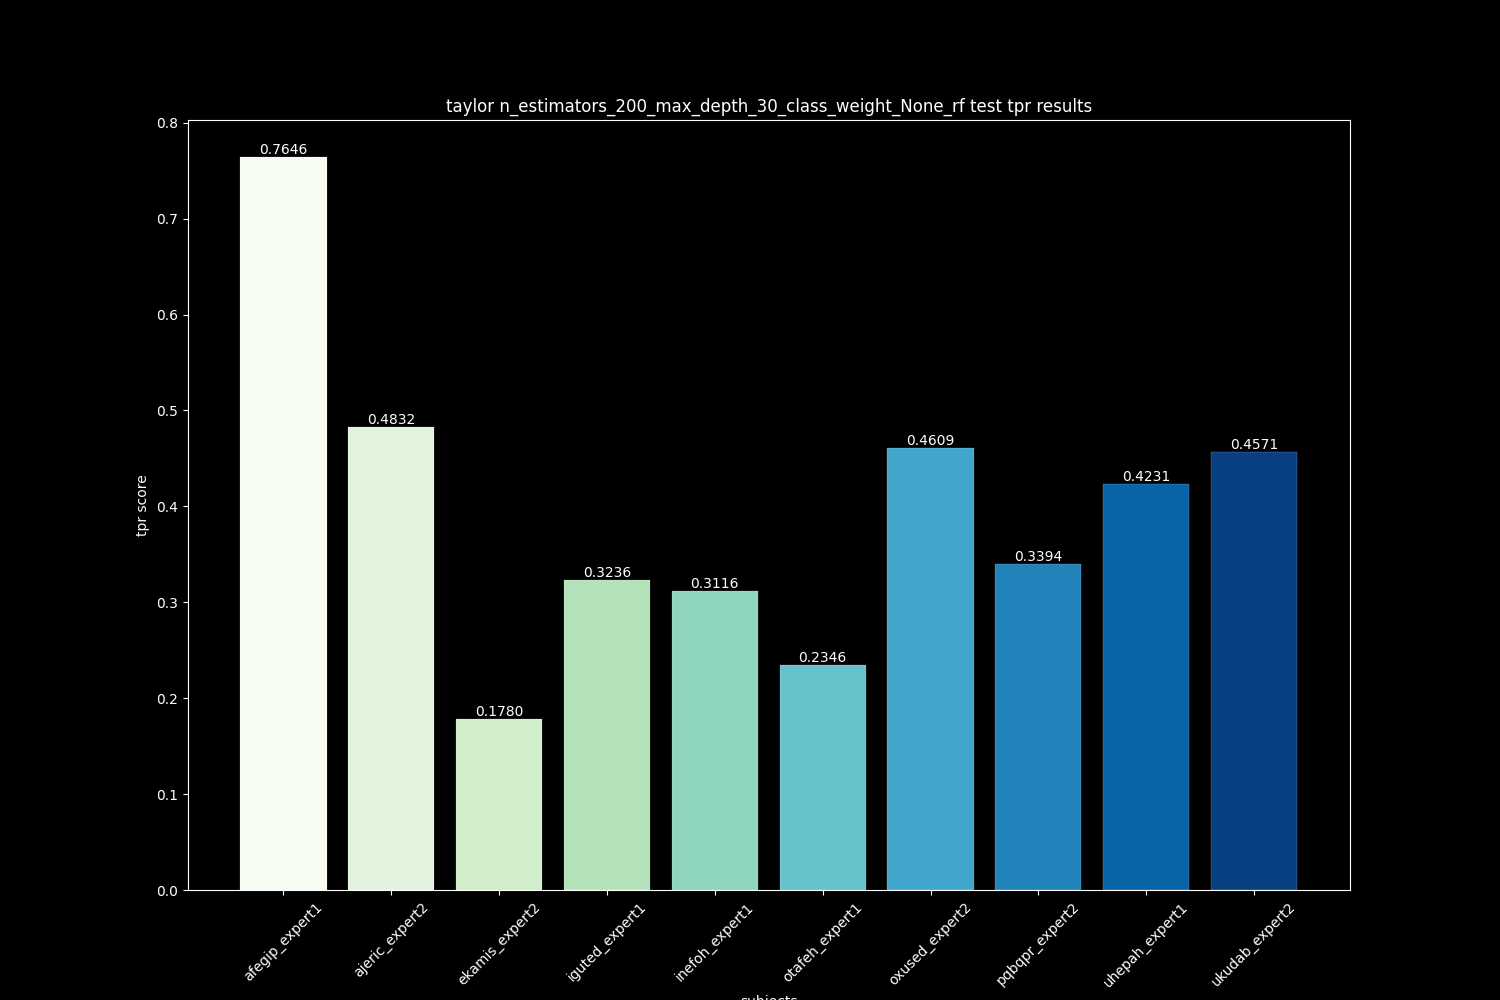 taylor n_estimators_200_max_depth_30_class_weight_None_rf test tpr results
0.8
0.7
0.6
0.5
0.4
0.3
0.2
0.1
0.0
tpr score
0.7646
0.4832
0.1780
0.3236
0.3116
0.2346
0.4609
0.3394
0.4231
0.4571
afegip_expert1
ajeric_expert2
ekamis_expert2
iguted_expert1
inefoh_expert1
otafeh_expert1
oxused_expert2
pqbqpr_expert2
uhepah_expert1
ukudab_expert2
subjects